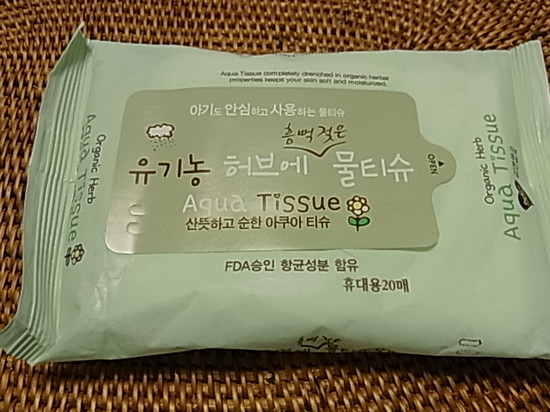 Aqua Tissue completely drenched in organic herbal
properties keeps your skin soft and moisturized.
아기도 안심하고 사용하는 물티슈
흠뻑 젖은
유기농 허브에 물티슈
OPEN
Aqua Tissue
산뜻하고 순한 아쿠아 티슈
FDA승인 항균성분 함유
휴대용20매
Organic Herb
Aqua Tissue
Organic Herb
Aqua Tissue